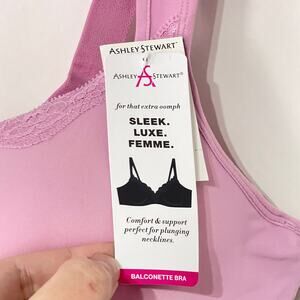 ASHLEY STEWART
ASHLEY AS STEWART®
for that extra oomph
SLEEK.
LUXE.
FEMME.
Comfort & support
perfect for plunging
necklines.
BALCONETTE BRA